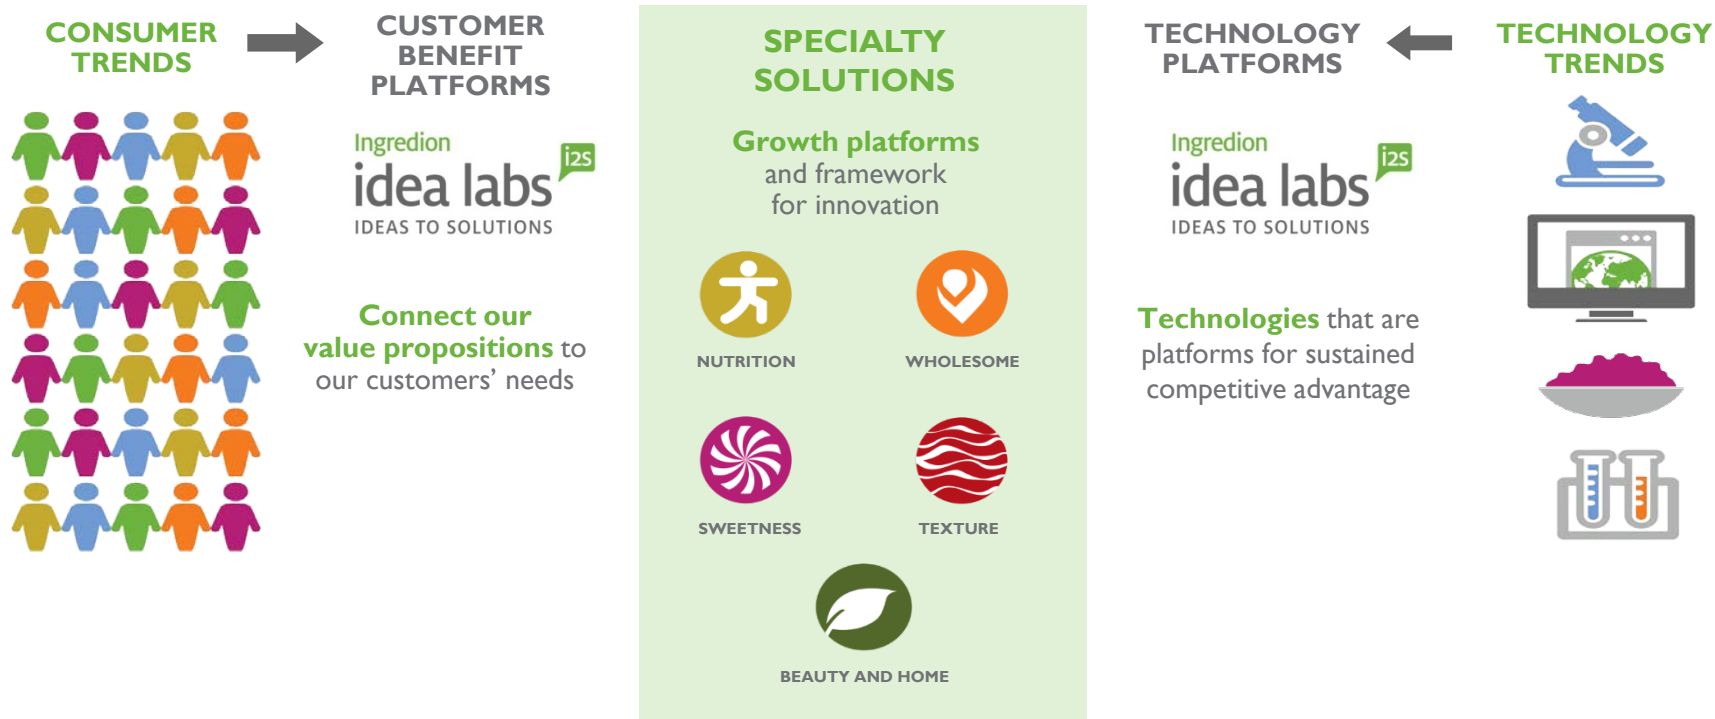 CONSUMER
TRENDS
CUSTOMER
BENEFIT
PLATFORMS
Ingredion
idea labs
i2s
IDEAS TO SOLUTIONS
Connect our
value propositions to
our customers’ needs
SPECIALTY
SOLUTIONS
Growth platforms
and framework
for innovation
NUTRITION
WHOLESOME
SWEETNESS
TEXTURE
BEAUTY AND HOME
TECHNOLOGY
PLATFORMS
Ingredion
idea labs
i2s
IDEAS TO SOLUTIONS
Technologies that are
platforms for sustained
competitive advantage
TECHNOLOGY
TRENDS